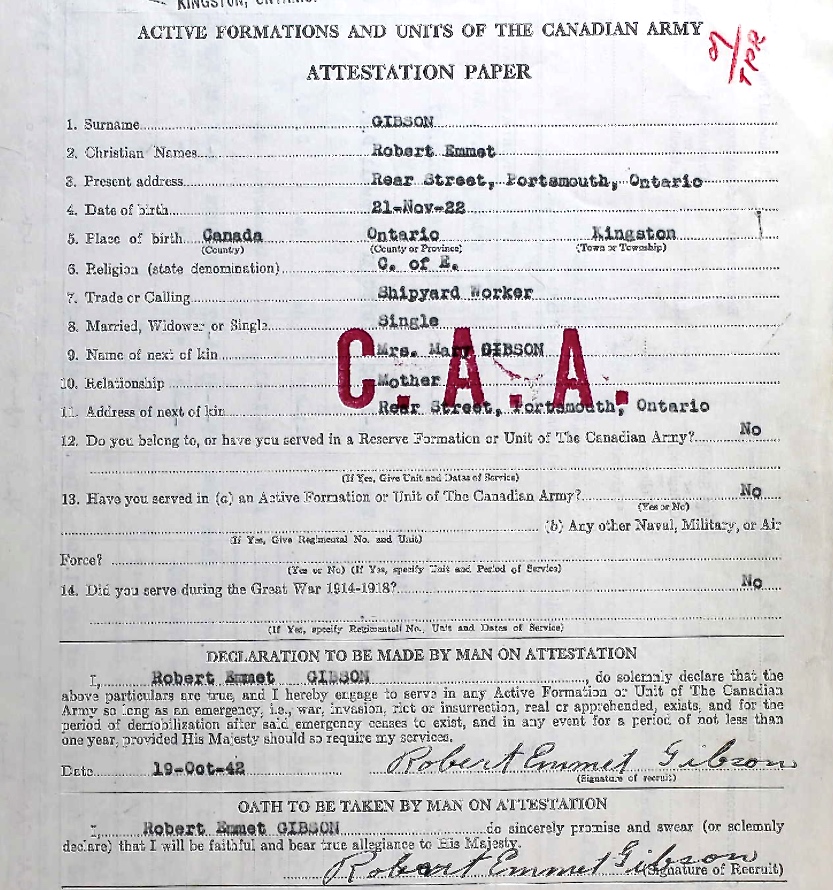 KINGSTON, ONTARIO.
ACTIVE FORMATIONS AND UNITS OF THE CANADIAN ARMY
TPR
ATTESTATION PAPER
1. Surname GIBSON
2. Christian Names Robert Emmet
3. Present address Rear Street, Portsmouth, Ontario
4. Date of birth 21-Nov-22
5. Place of birth Canada Ontario Kingston
(County) (County or Province) (Town or Township)
6. Religion (state denomination) C. of E.
7. Trade or Calling Shipyard Worker
8. Married, Widower or Single Single
9. Name of next of kin Mrs. Mary GIBSON
C.A.A.
10. Relationship Mother
11. Address of next of kin Rear Street, Portsmouth, Ontario
12. Do you belong to, or have you served in a Reserve Formation or Unit of The Canadian Army? No
(If Yes, Give Unit and Dates of Service)
13. Have you served in (a) an Active Formation or Unit of The Canadian Army? No
(Yes or No)
(b) Any other Naval, Military, or Air
(If Yes, Give Regimental No. and Unit)
Force?
(Yes or No) (If Yes, specify Unit and Period of Service)
14. Did you serve during the Great War 1914-1918? No
(If Yes, specify Regimentall No., Unit and Dates of Service)
DECLARATION TO BE MADE BY MAN ON ATTESTATION
I, Robert Emmet GIBSON, do solemnly declare that the
above particulars are true, and I hereby engage to serve in any Active Formation or Unit of The Canadian
Army so long as an emergency, i.e., war, invasion, riot or insurrection, real or apprehended, exists, and for the
period of demobilization after said emergency ceases to exist, and in any event for a period of not less than
one year, provided His Majesty should so require my services.
Date 19-Oct-42 Robert Emmet Gibson
(Signature of recruit)
OATH TO BE TAKEN BY MAN ON ATTESTATION
I, Robert Emmet GIBSON do sincerely promise and swear (or solemnly
declare) that I will be faithful and bear true allegiance to His Majesty.
Robert Emmet Gibson (Signature of Recruit)